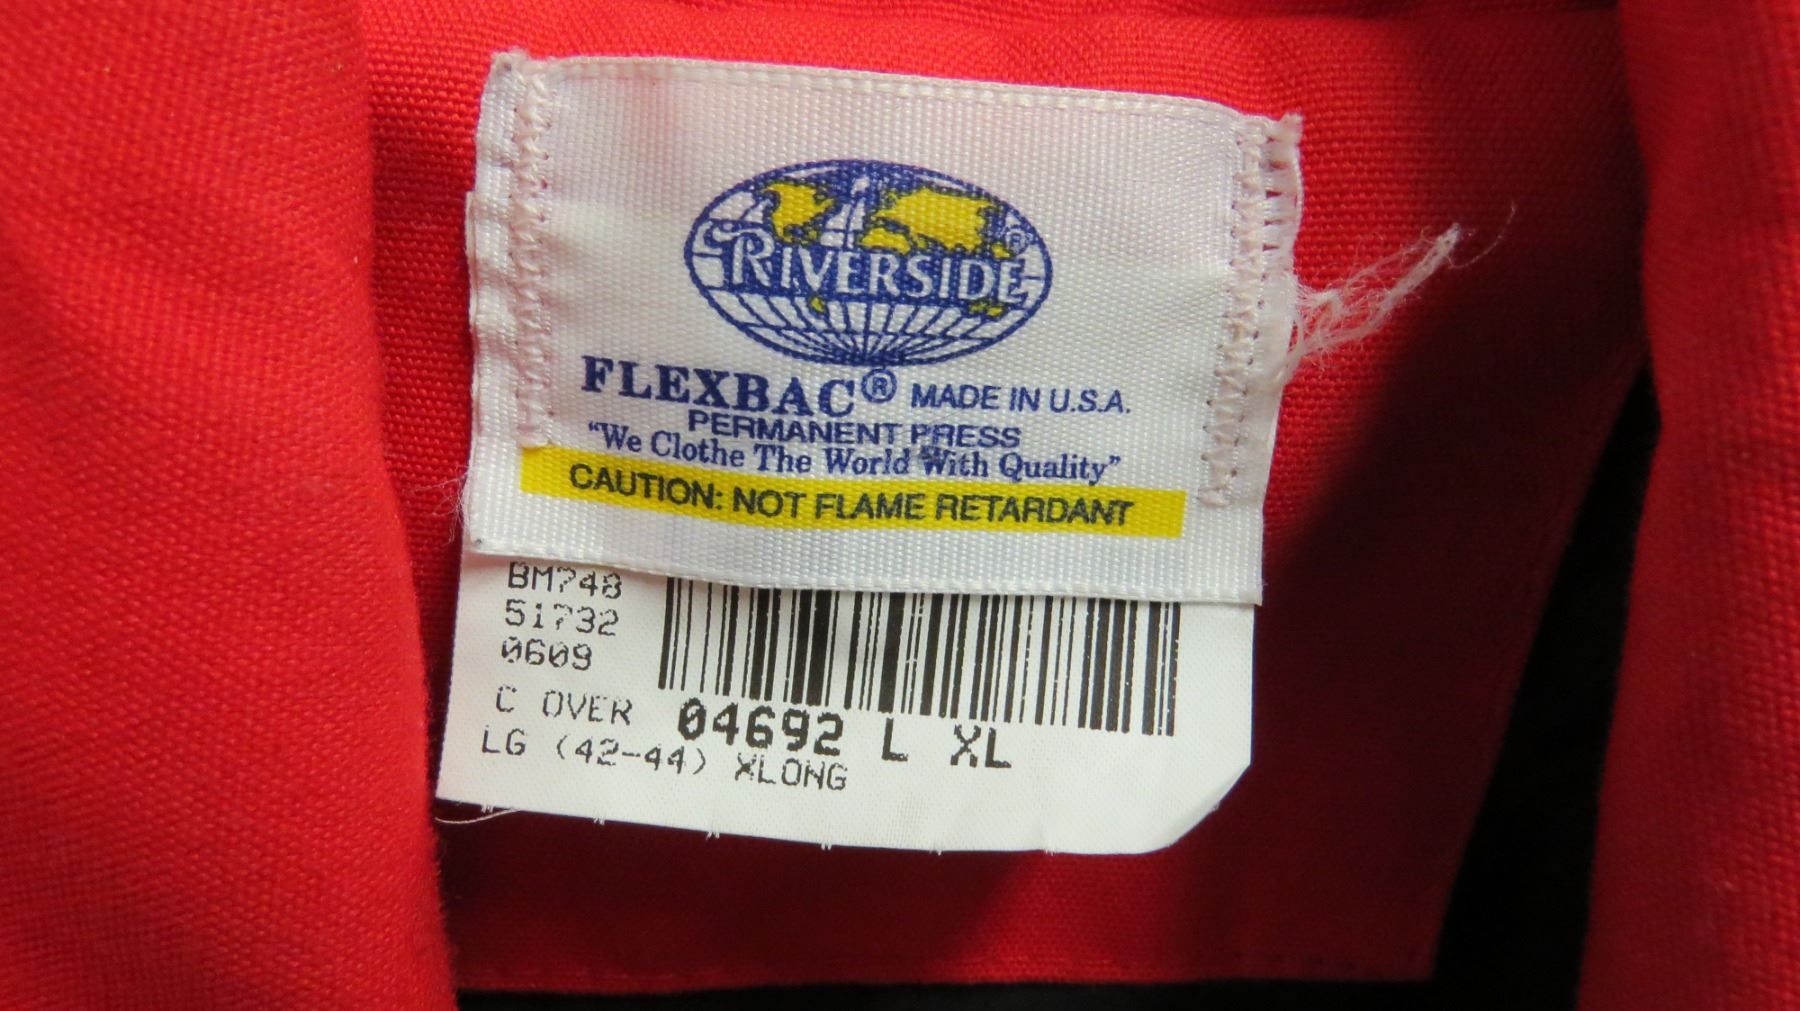 RIVERSIDE®
FLEXBAC® MADE IN U.S.A.
PERMANENT PRESS
"We Clothe The World With Quality"
CAUTION: NOT FLAME RETARDANT
BM748
51732
0609
C OVER 04692 L XL
LG (42-44) XLONG